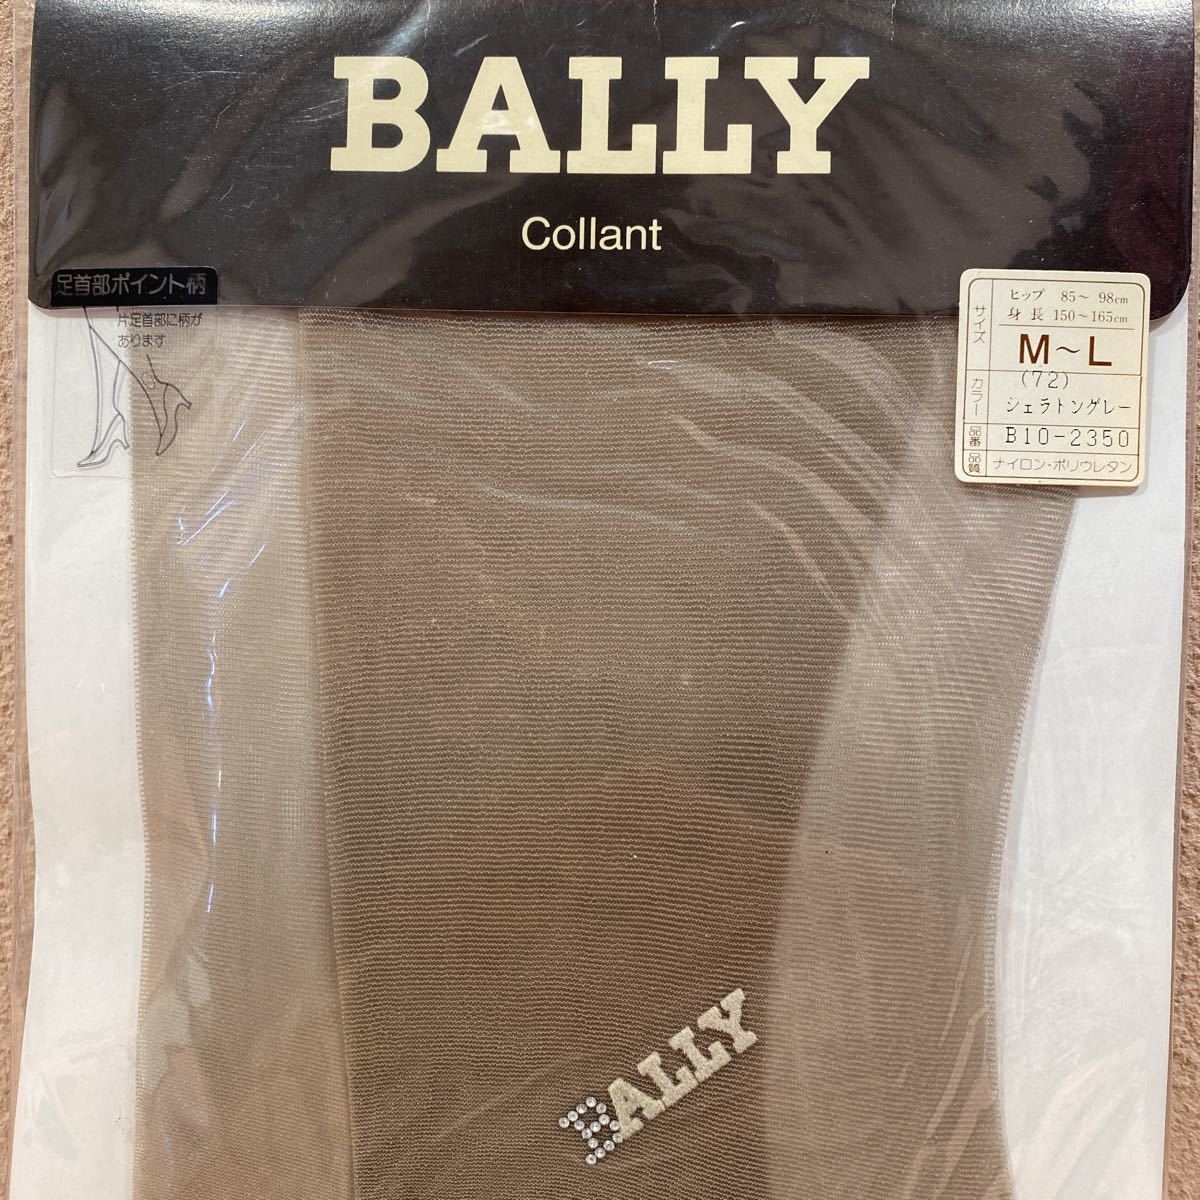 BALLY
Collant
足首部ポイント柄
片足首部に柄が
あります
サイズ
ヒップ 85～ 98cm
身長 150～165cm
M～L
カラー
(72)
シェラトングレー
品番 B10-2350
品質 ナイロン・ポリウレタン
BALLY